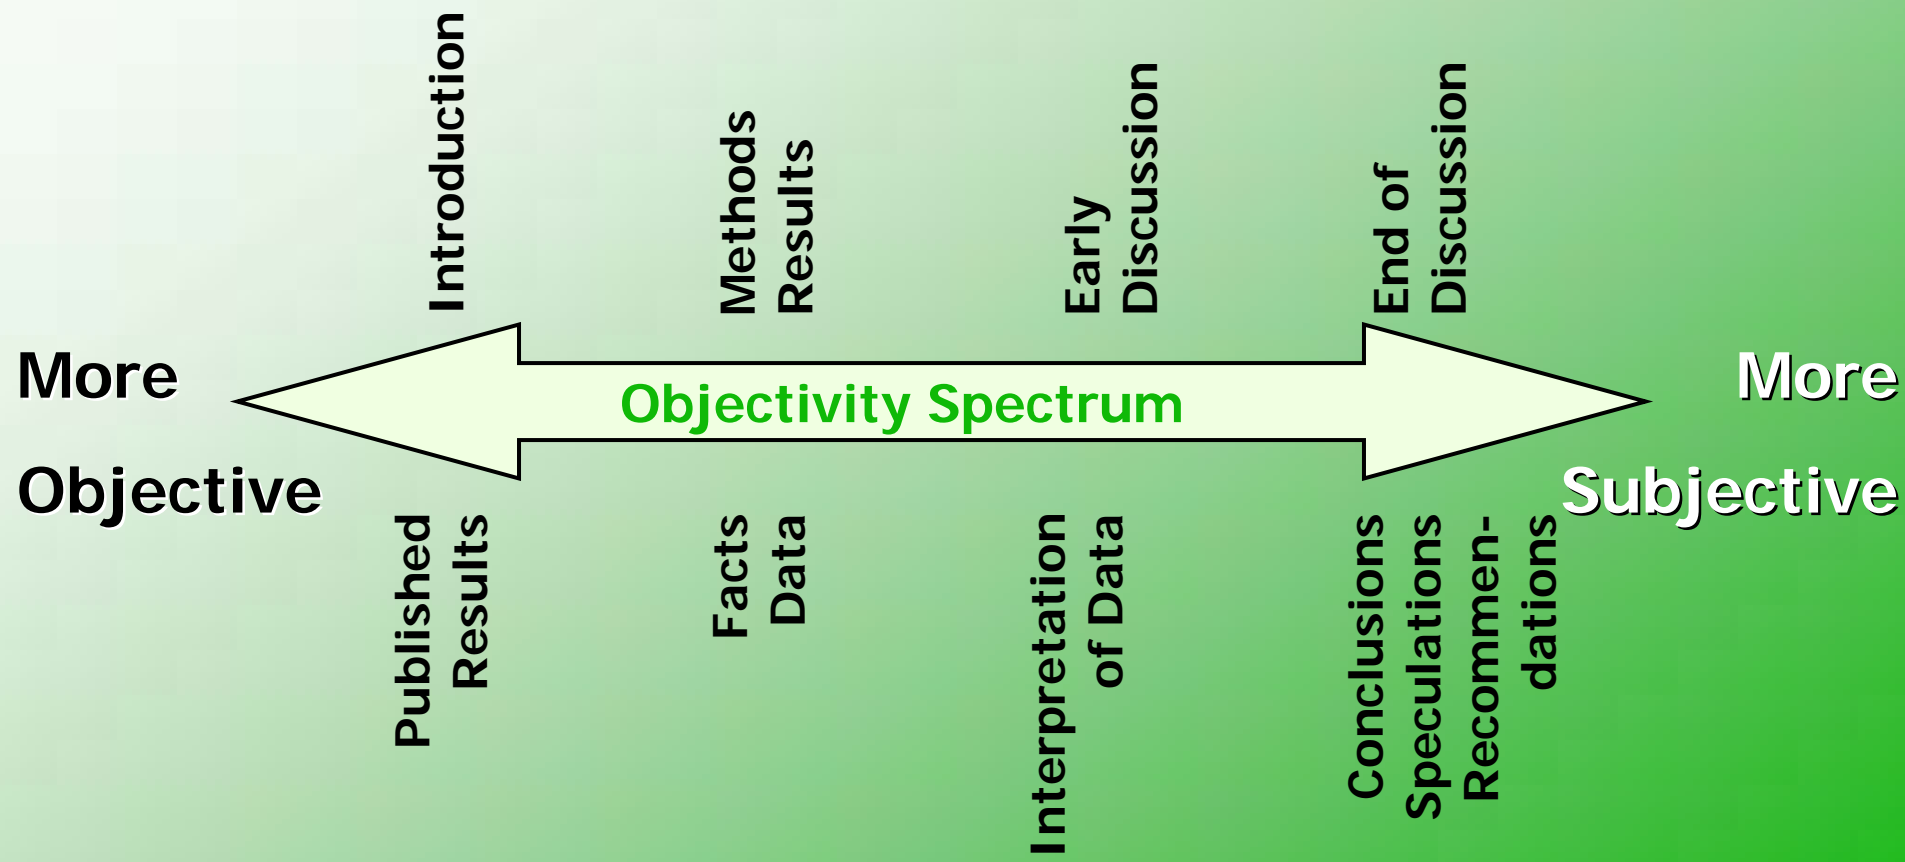 Introduction
Methods
Results
Early
Discussion
End of
Discussion
More
Objective
Objectivity Spectrum
More
Subjective
Published
Results
Facts
Data
Interpretation
of Data
Conclusions
Speculations
Recommen-
dations